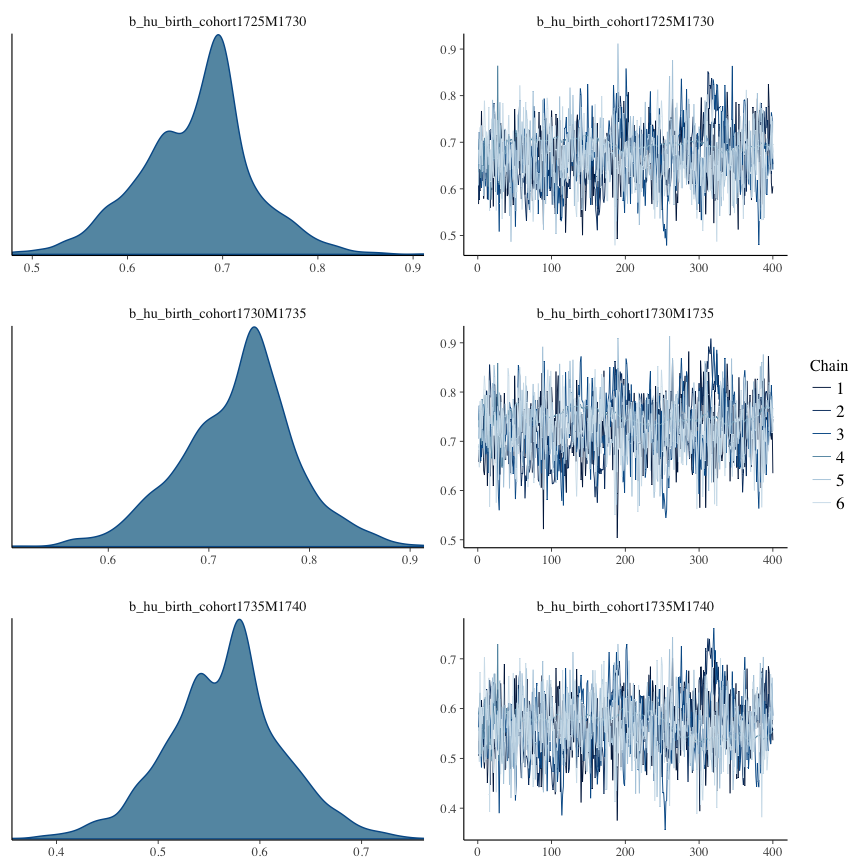 b_hu_birth_cohort1725M1730
0.5 0.6 0.7 0.8 0.9
b_hu_birth_cohort1725M1730
0.9
0.8
0.7
0.6
0.5
0 100 200 300 400
b_hu_birth_cohort1730M1735
0.6 0.7 0.8 0.9
b_hu_birth_cohort1730M1735
0.9
0.8
0.7
0.6
0.5
0 100 200 300 400
b_hu_birth_cohort1735M1740
0.4 0.5 0.6 0.7
b_hu_birth_cohort1735M1740
0.7
0.6
0.5
0.4
0 100 200 300 400
Chain
1
2
3
4
5
6